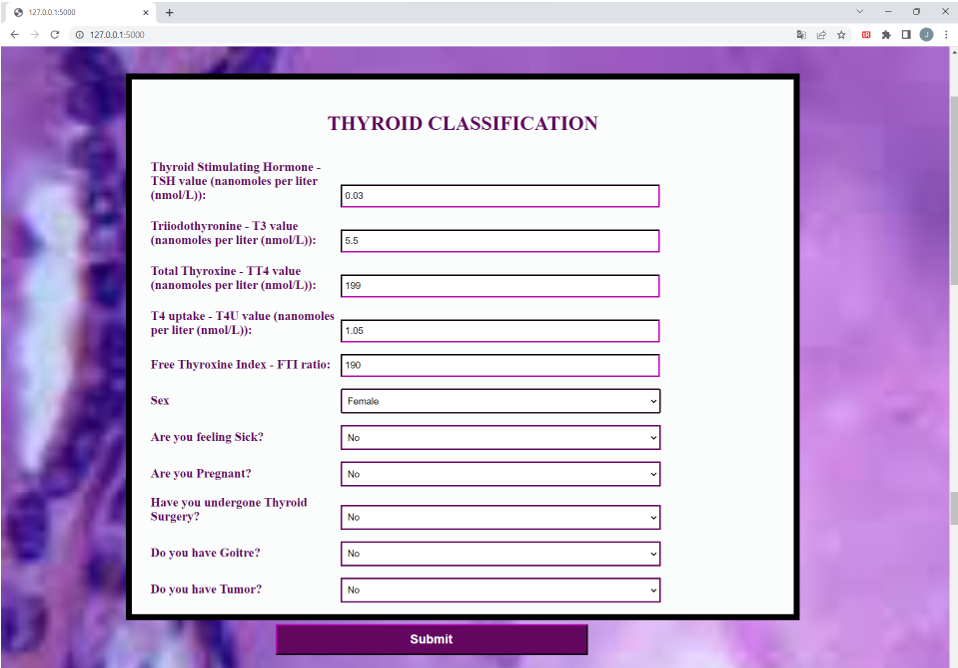 127.0.0.1:5000
127.0.0.1:5000
J
THYROID CLASSIFICATION
Thyroid Stimulating Hormone -
TSH value (nanomoles per liter
(nmol/L)):
0.03
Triiodothyronine - T3 value
(nanomoles per liter (nmol/L)):
5.5
Total Thyroxine - TT4 value
(nanomoles per liter (nmol/L)):
199
T4 uptake - T4U value (nanomoles
per liter (nmol/L)):
1.05
Free Thyroxine Index - FTI ratio:
190
Sex
Female
Are you feeling Sick?
No
Are you Pregnant?
No
Have you undergone Thyroid
Surgery?
No
Do you have Goitre?
No
Do you have Tumor?
No
Submit